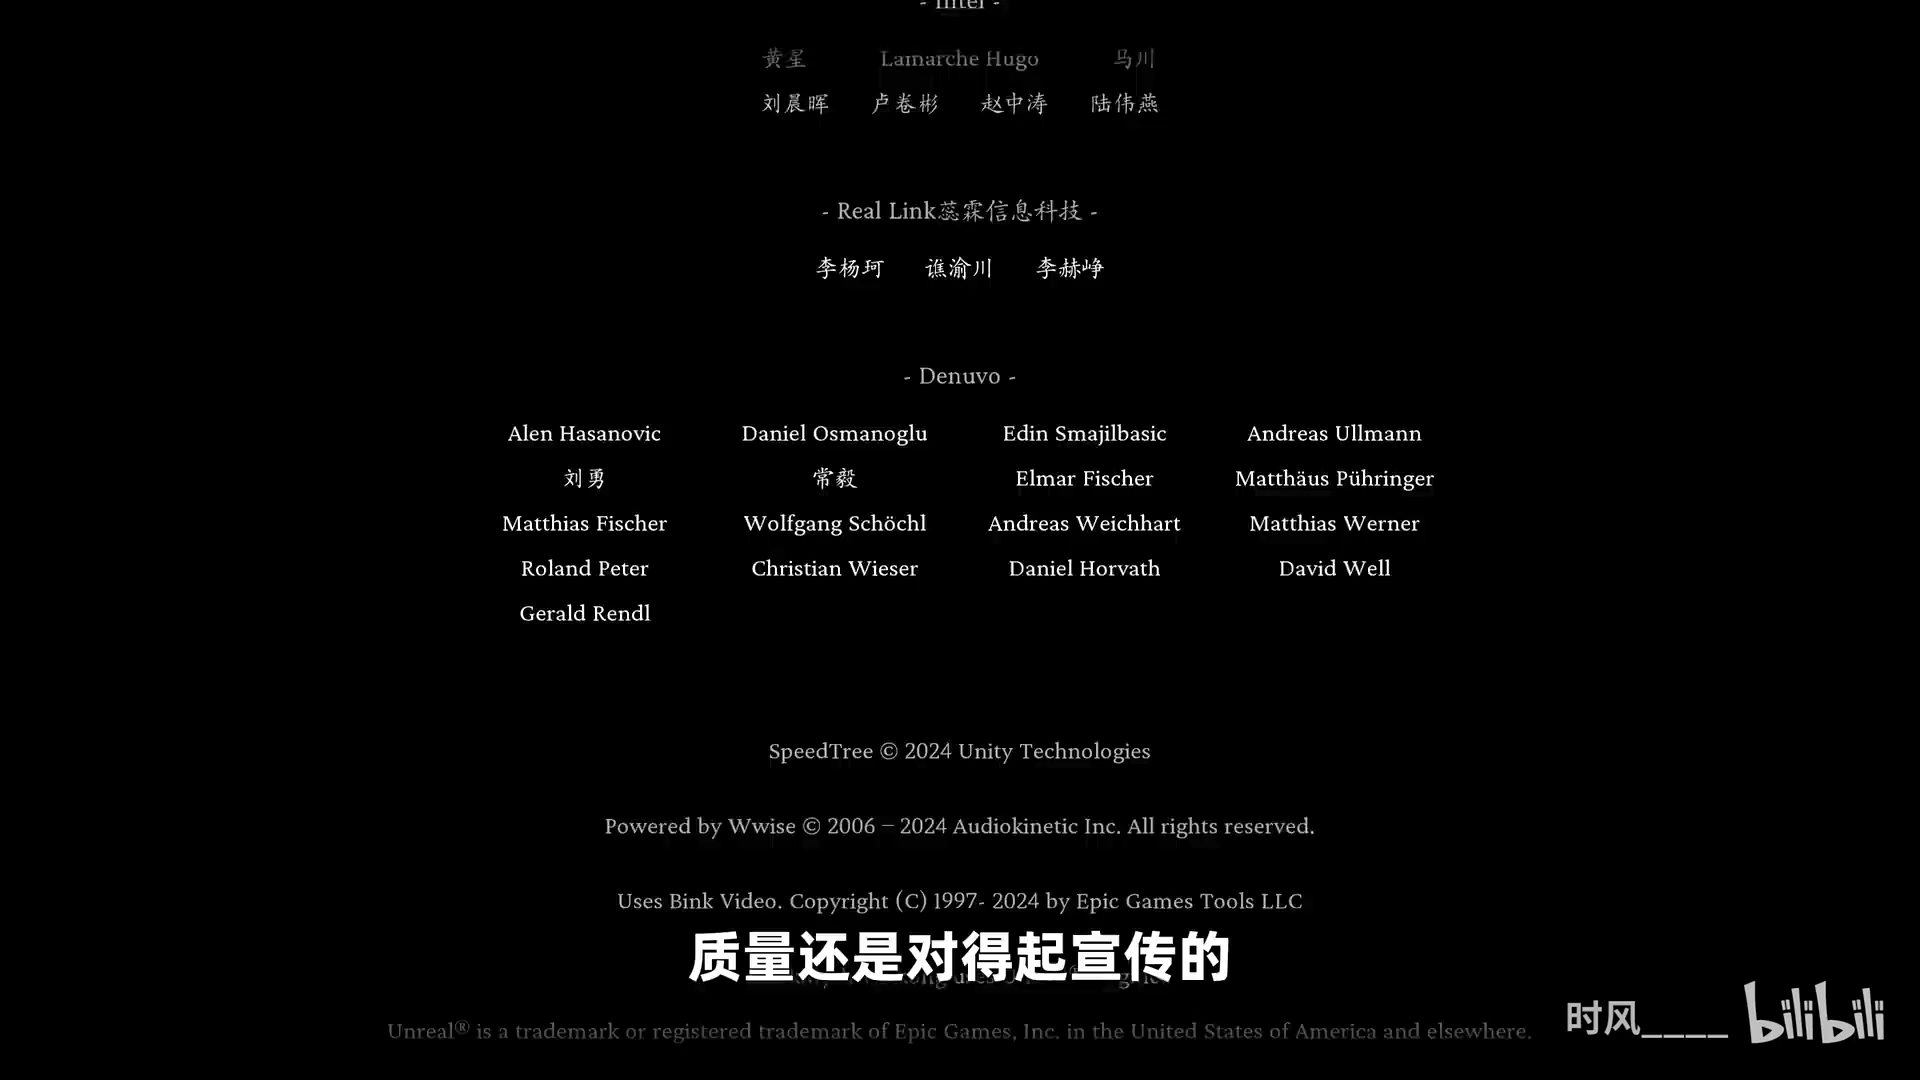 - Intel -
黄星 Lamarche Hugo 马川
刘晨晖 卢卷彬 赵中涛 陆伟燕
- Real Link蕊霖信息科技 -
李杨珂 谯渝川 李赫峥
- Denuvo -
Alen Hasanovic Daniel Osmanoglu Edin Smajilbasic Andreas Ullmann
刘勇 常毅 Elmar Fischer Matthäus Pühringer
Matthias Fischer Wolfgang Schöchl Andreas Weichhart Matthias Werner
Roland Peter Christian Wieser Daniel Horvath David Well
Gerald Rendl
SpeedTree © 2024 Unity Technologies
Powered by Wwise © 2006 – 2024 Audiokinetic Inc. All rights reserved.
Uses Bink Video. Copyright (C) 1997- 2024 by Epic Games Tools LLC
质量还是对得起宣传的
Unreal® is a trademark or registered trademark of Epic Games, Inc. in the United States of America and elsewhere.
时风____ bilibili